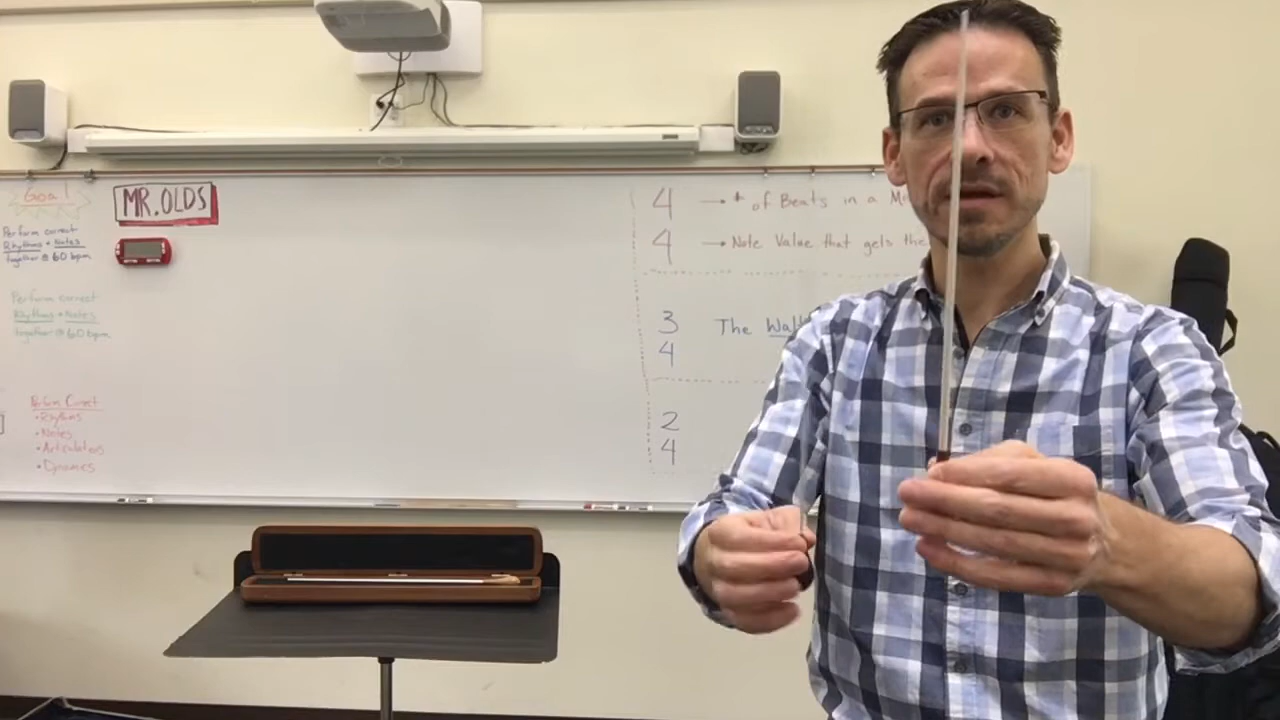 Goal
Perform correct
Rhythms + Notes
together @ 60 bpm
Perform correct
Rhythms + Notes
together @ 60 bpm
Perform Correct
• Rhythms
• Notes
• Articulations
• Dynamics
MR. OLDS
4 → # of Beats in a
4 → Note Value that gets the
3
4
The
2
4